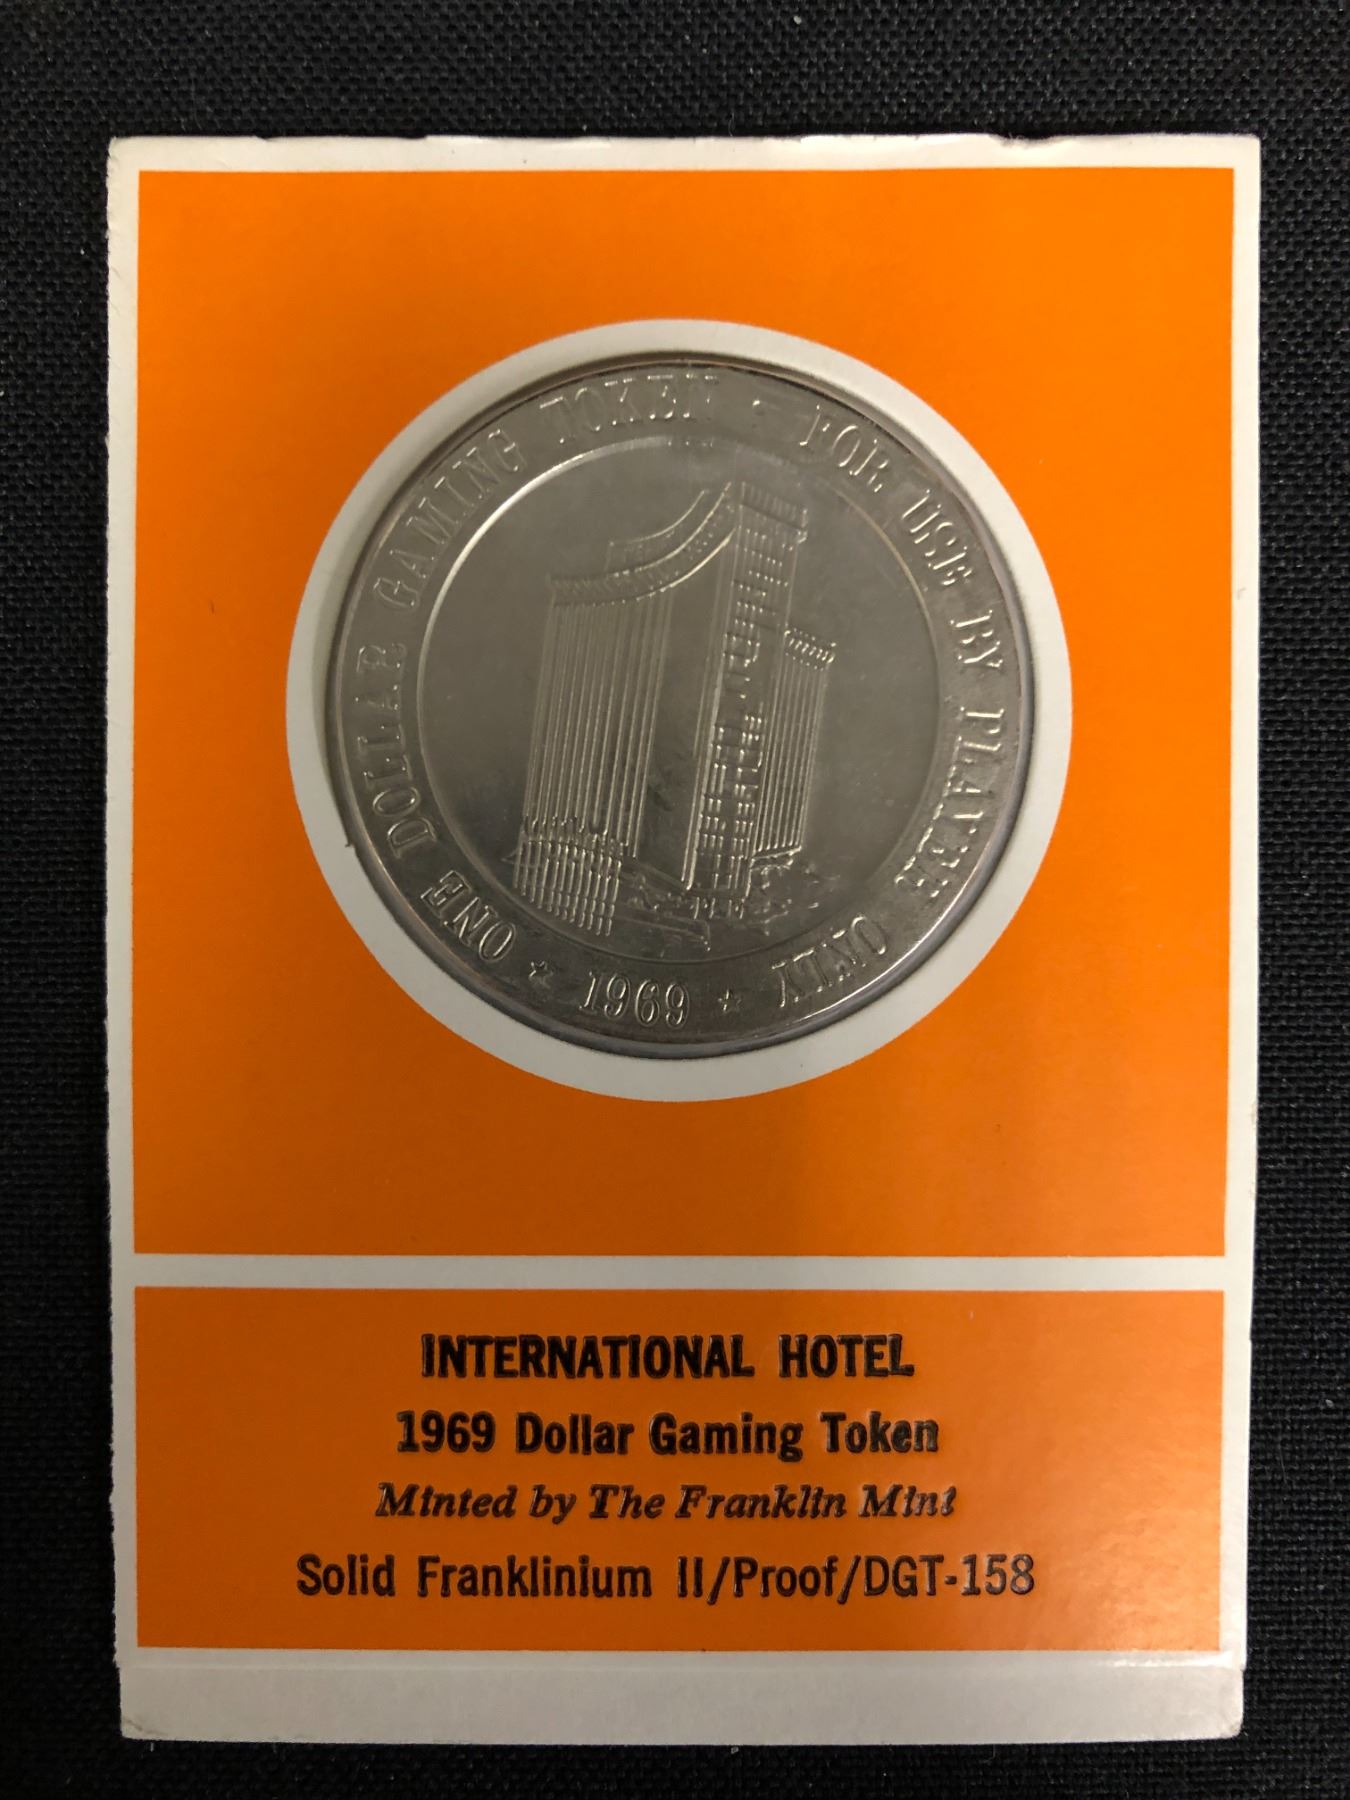 ONE DOLLAR GAMING TOKEN • FOR USE BY PLAYER ONLY
★ 1969 ★
INTERNATIONAL HOTEL
1969 Dollar Gaming Token
Minted by The Franklin Mint
Solid Franklinium II/Proof/DGT-158